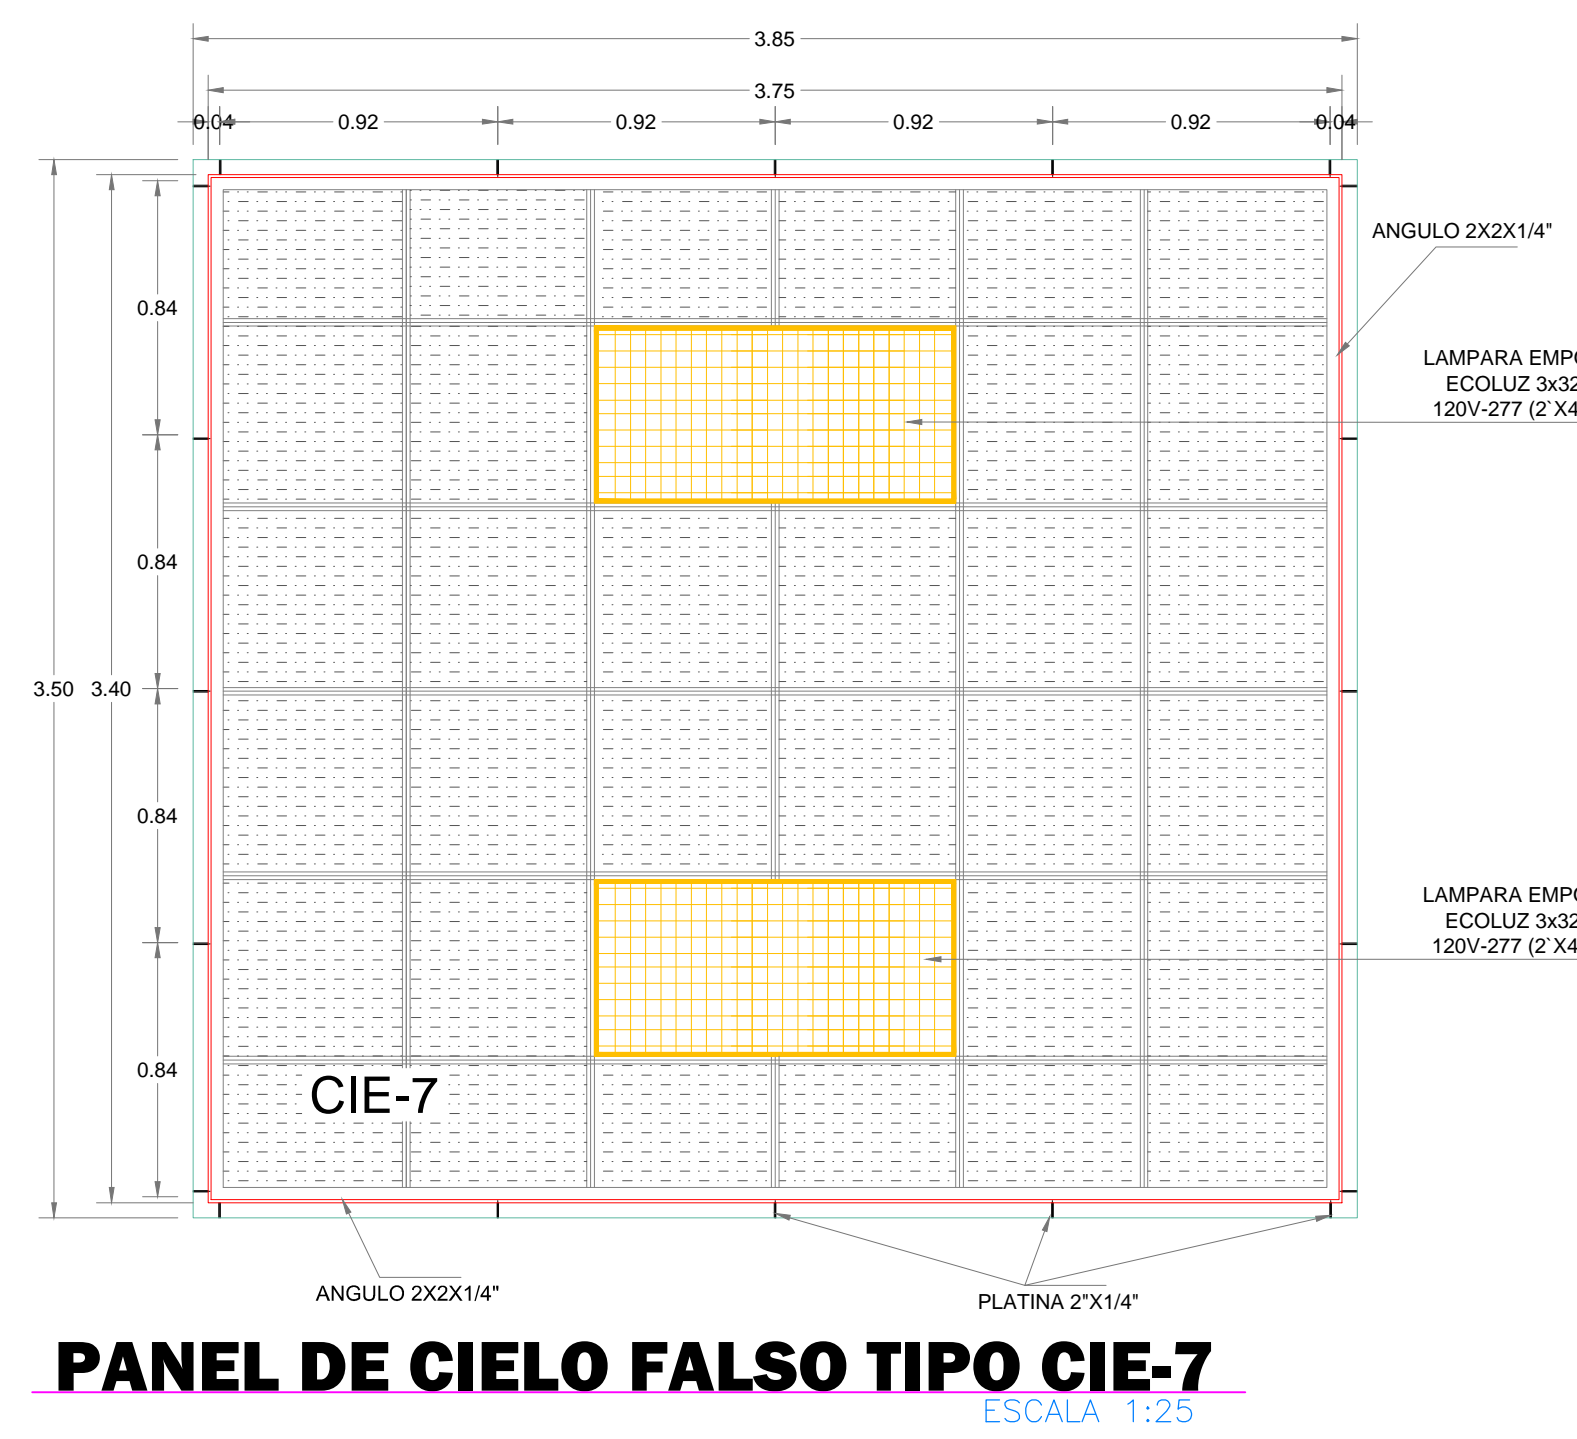 3.85
3.75
0.04 0.92 0.92 0.92 0.92 0.04
ANGULO 2X2X1/4"
0.84
LAMPARA
ECOLUZ 3x32
120V-277 (2`X4
0.84
3.50 3.40
0.84
LAMPARA
ECOLUZ 3x32
120V-277 (2`X4
0.84
CIE-7
ANGULO 2X2X1/4"
PLATINA 2"X1/4"
PANEL DE CIELO FALSO TIPO CIE-7
ESCALA 1:25